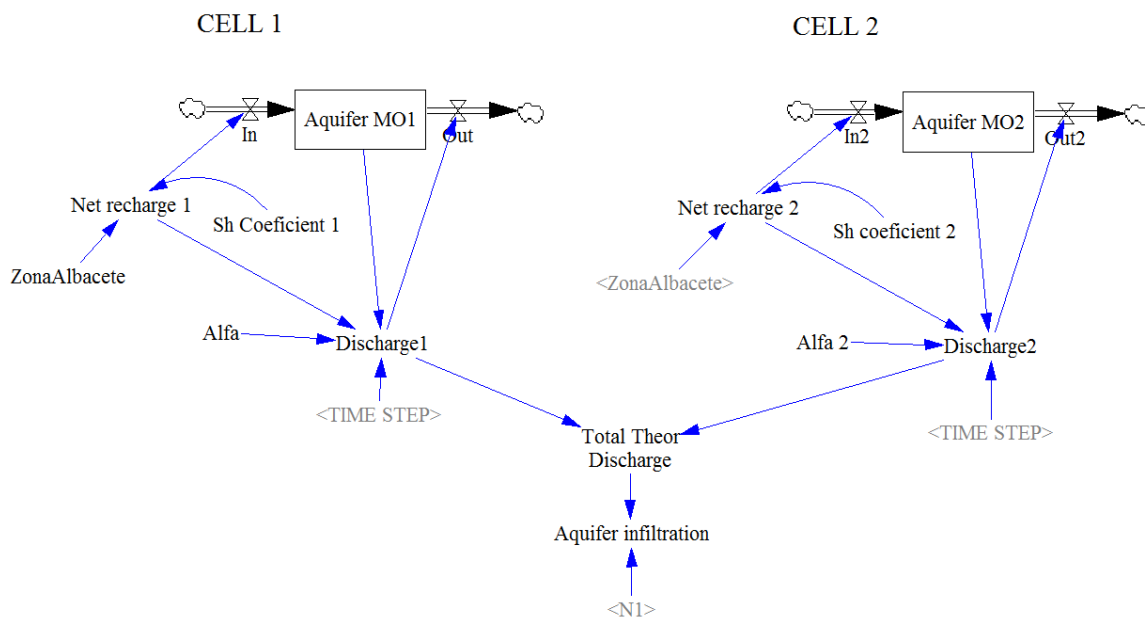 CELL 1
CELL 2
Aquifer MO1
In
Out
Aquifer MO2
In2
Out2
Net recharge 1
Sh Coeficient 1
ZonaAlbacete
Net recharge 2
Sh coeficient 2
<ZonaAlbacete>
Alfa
Discharge1
<TIME STEP>
Alfa 2
Discharge2
<TIME STEP>
Total Theor
Discharge
Aquifer infiltration
<N1>